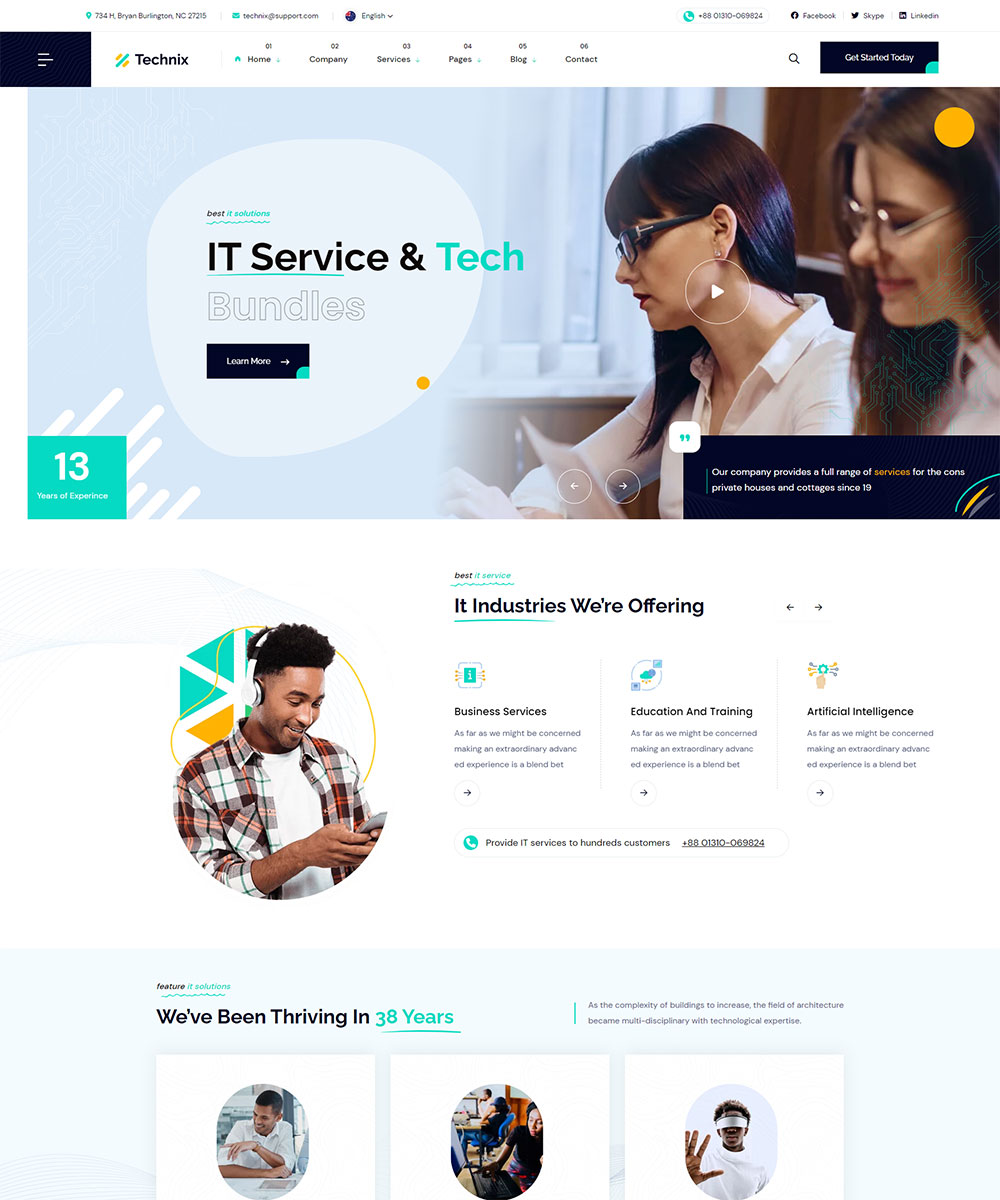 734 H, Bryan Burlington, NC 27215 technix@support.com English +88 01310-069824 Facebook Skype Linkedin
01 02 03 04 05 06
Technix Home Company Services Pages Blog Contact Get Started Today
best it solutions
IT Service & Tech
Bundles
Learn More
13
Years of Experince
Our company provides a full range of services for the cons
private houses and cottages since 19
best it service
It Industries We're Offering
Business Services Education And Training Artificial Intelligence
As far as we might be concerned As far as we might be concerned As far as we might be concerned
making an extraordinary advanc making an extraordinary advanc making an extraordinary advanc
ed experience is a blend bet ed experience is a blend bet ed experience is a blend bet
Provide IT services to hundreds customers +88 01310-069824
feature it solutions
We've Been Thriving In 38 Years
As the complexity of buildings to increase, the field of architecture
became multi-disciplinary with technological expertise.